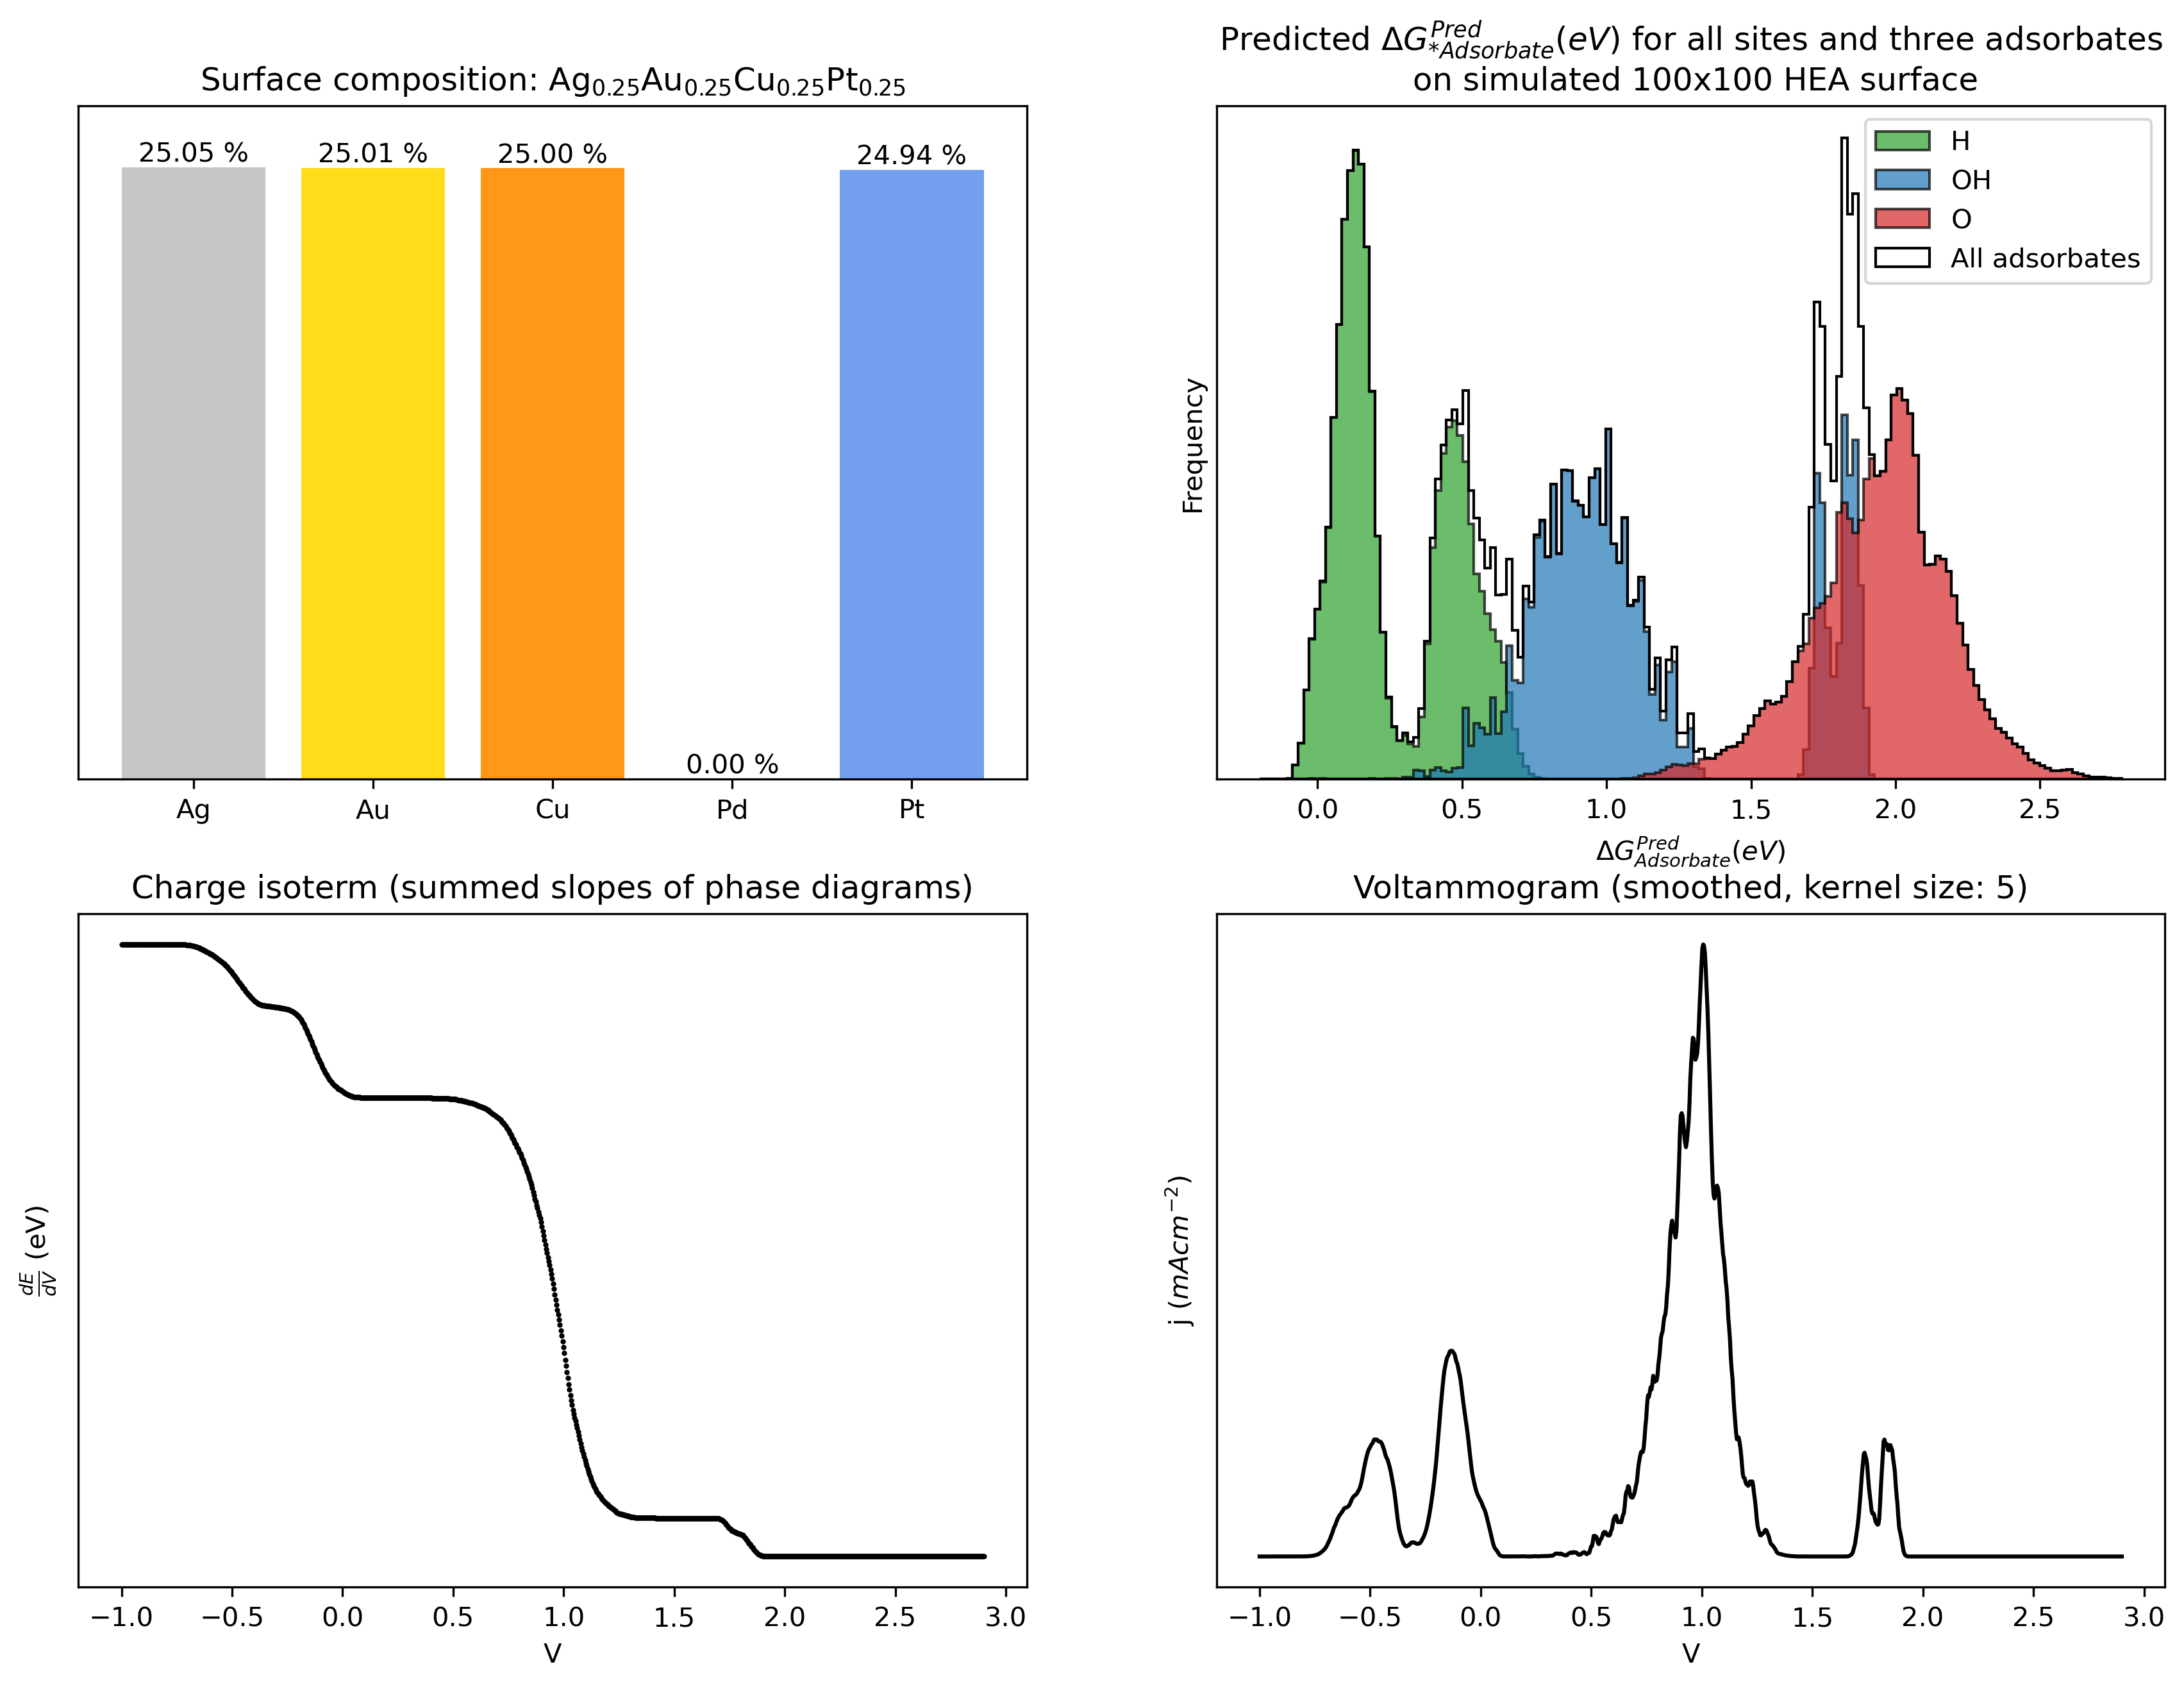 Surface composition: Ag0.25Au0.25Cu0.25Pt0.25
25.05 %
25.01 %
25.00 %
0.00 %
24.94 %
Ag
Au
Cu
Pd
Pt
Predicted ΔG^{Pred}_{*Adsorbate}(eV) for all sites and three adsorbates
on simulated 100x100 HEA surface
H
OH
O
All adsorbates
Frequency
0.0
0.5
1.0
1.5
2.0
2.5
ΔG^{Pred}_{Adsorbate}(eV)
Charge isoterm (summed slopes of phase diagrams)
dE/dV (eV)
−1.0
−0.5
0.0
0.5
1.0
1.5
2.0
2.5
3.0
V
Voltammogram (smoothed, kernel size: 5)
j (mAcm⁻²)
−1.0
−0.5
0.0
0.5
1.0
1.5
2.0
2.5
3.0
V